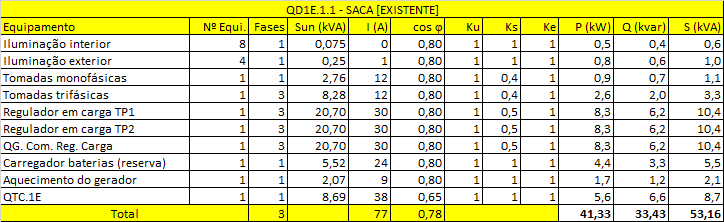 QD1E.1.1 - SACA [EXISTENTE]
Equipamento Nº Equi. Fases Sun (kVA) I (A) cos φ Ku Ks Ke P (kW) Q (kvar) S (kVA)
Iluminação interior 8 1 0,075 0 0,80 1 1 1 0,5 0,4 0,6
Iluminação exterior 4 1 0,25 1 0,80 1 1 1 0,8 0,6 1,0
Tomadas monofásicas 1 1 2,76 12 0,80 1 0,4 1 0,9 0,7 1,1
Tomadas trifásicas 1 3 8,28 12 0,80 1 0,4 1 2,6 2,0 3,3
Regulador em carga TP1 1 3 20,70 30 0,80 1 0,5 1 8,3 6,2 10,4
Regulador em carga TP2 1 3 20,70 30 0,80 1 0,5 1 8,3 6,2 10,4
QG. Com. Reg. Carga 1 3 20,70 30 0,80 1 0,5 1 8,3 6,2 10,4
Carregador baterias (reserva) 1 1 5,52 24 0,80 1 1 1 4,4 3,3 5,5
Aquecimento do gerador 1 1 2,07 9 0,80 1 1 1 1,7 1,2 2,1
QTC.1E 1 1 8,69 38 0,65 1 1 1 5,6 6,6 8,7
Total 3 77 0,78 41,33 33,43 53,16